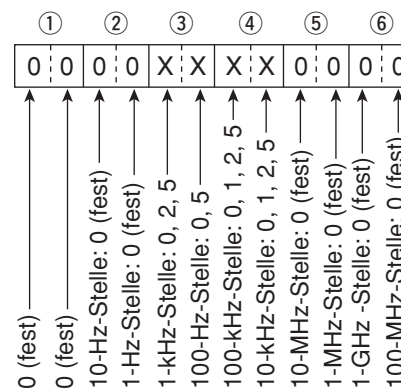 ① ② ③ ④ ⑤ ⑥
0 0 0 0 X X X X 0 0 0 0
0 (fest)
0 (fest)
10-Hz-Stelle: 0 (fest)
1-Hz-Stelle: 0 (fest)
1-kHz-Stelle: 0, 2, 5
100-Hz-Stelle: 0, 5
100-kHz-Stelle: 0, 1, 2, 5
10-kHz-Stelle: 0, 1, 2, 5
10-MHz-Stelle: 0 (fest)
1-MHz-Stelle: 0 (fest)
1-GHz -Stelle: 0 (fest)
100-MHz-Stelle: 0 (fest)